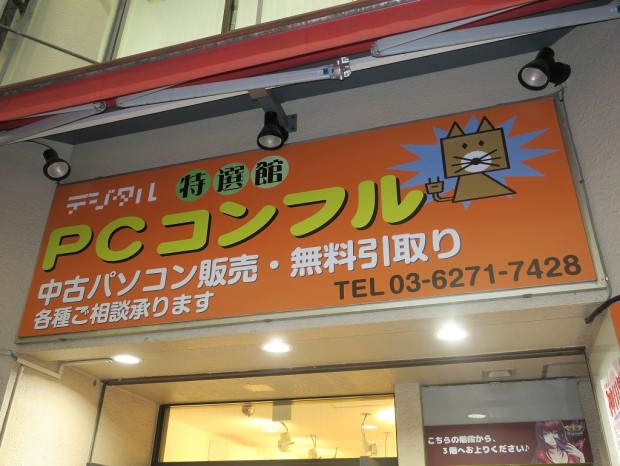 デジタル 特選館
PCコンフル
中古パソコン販売・無料引取り
各種ご相談承ります
TEL 03-6271-7428
こちらの階段から、
3階へお上りください♪